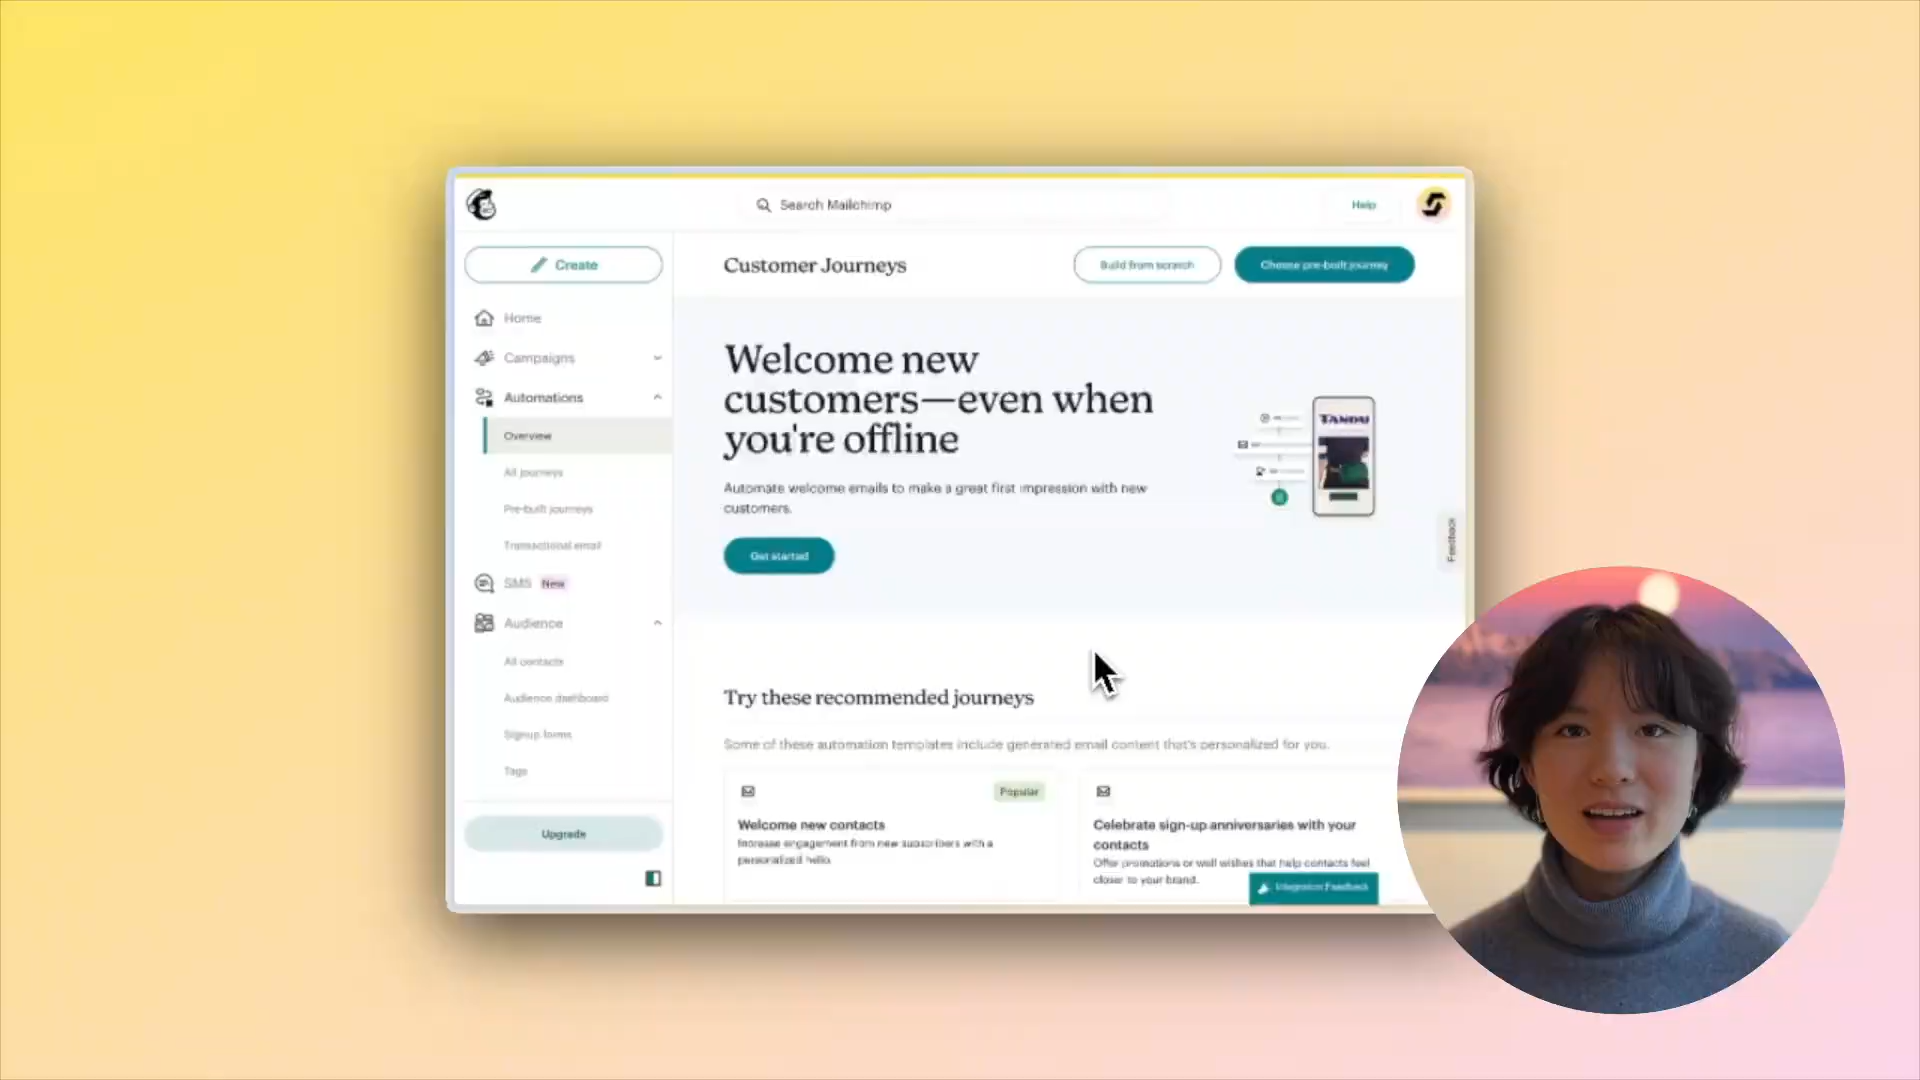 Search Mailchimp
Help
Create
Home
Campaigns
Automations
Overview
All journeys
Pre-built journeys
Transactional email
SMS New
Audience
All contacts
Audience dashboard
Signup forms
Tags
Upgrade
Customer Journeys
Build from scratch
Choose pre-built journey
Welcome new
customers—even when
you're offline
Automate welcome emails to make a great first impression with new
customers.
Get started
TANDU
Feedback
Try these recommended journeys
Some of these automation templates include generated email content that's personalized for you.
Popular
Welcome new contacts
Increase engagement from new subscribers with a
personalized hello.
Celebrate sign-up anniversaries with your
contacts
Offer promotions or well wishes that help contacts feel
closer to your brand.
Integration Feedback